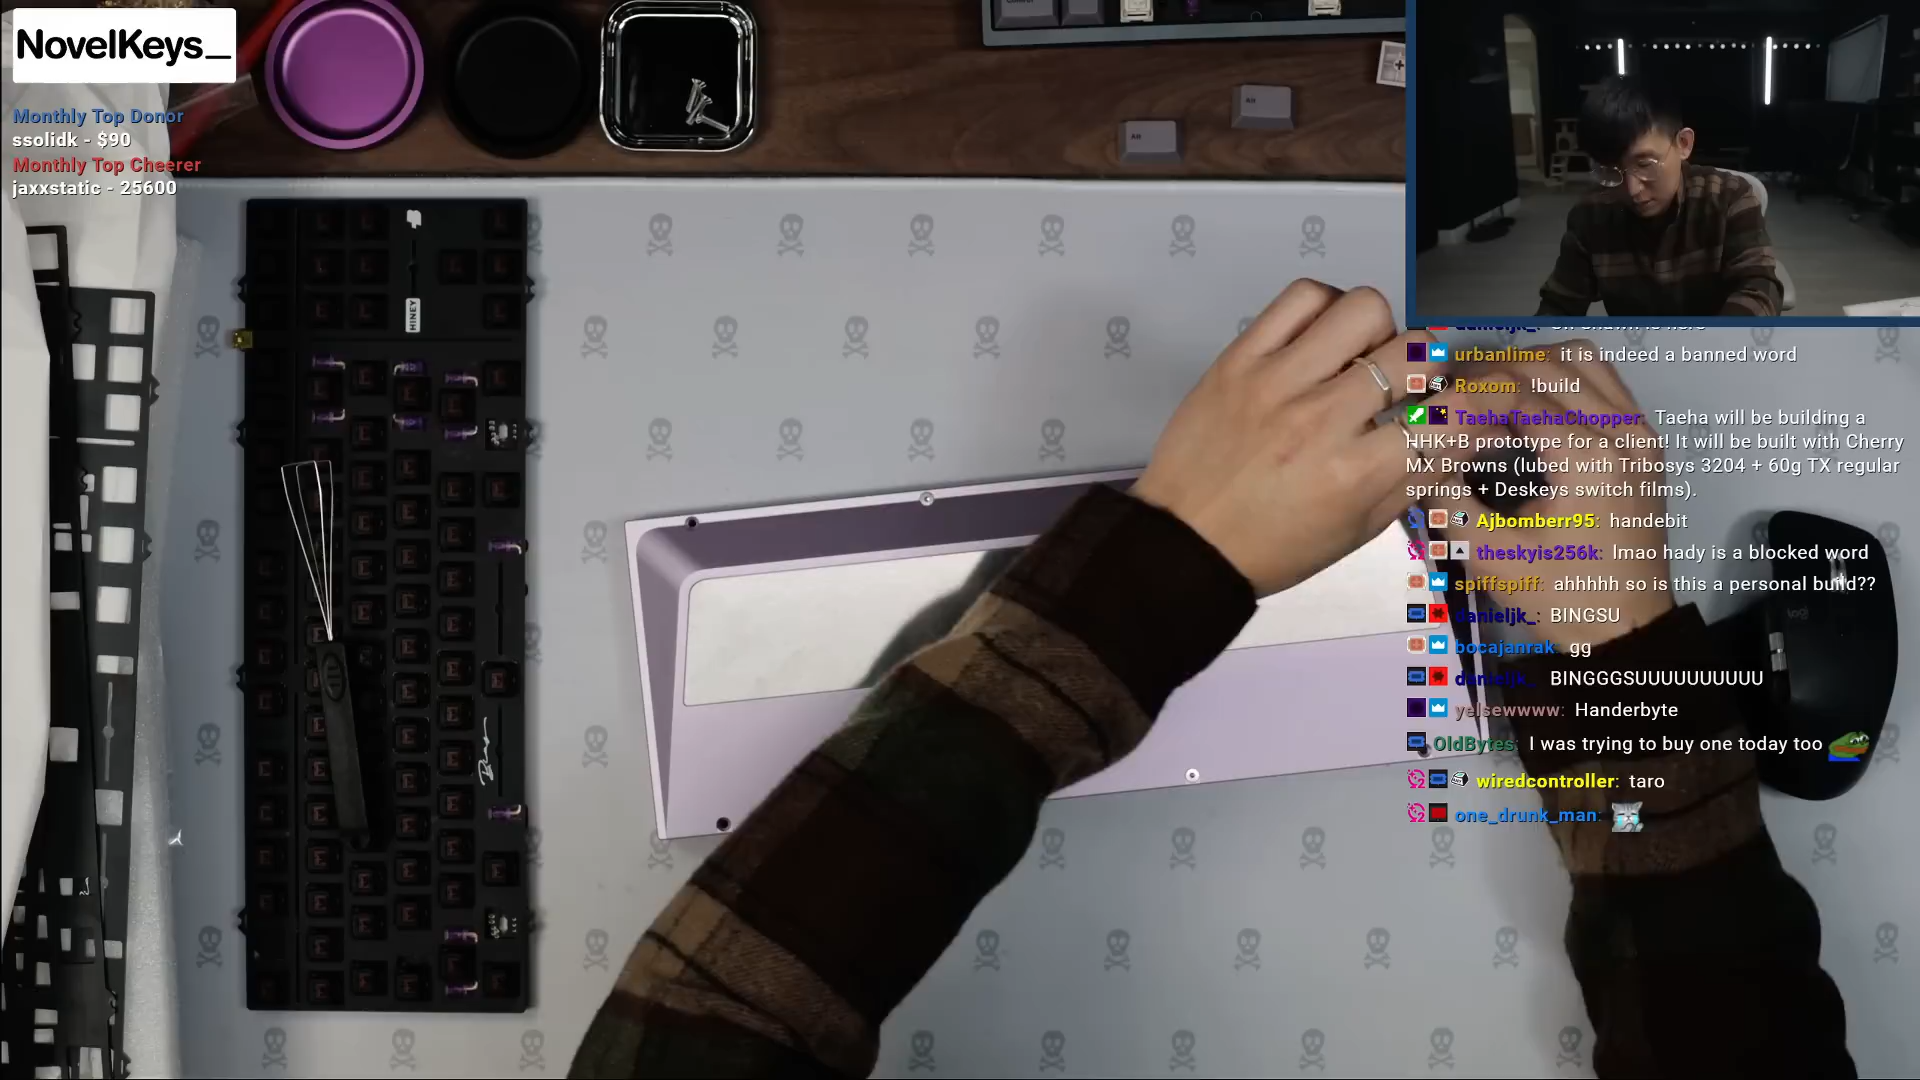 NovelKeys_
Monthly Top Donor
ssolidk - $90
Monthly Top Cheerer
jaxxstatic - 25600
Alt
Alt
HINEY
logi
urbanlime: it is indeed a banned word
Roxom: !build
TaehaTaehaChopper: Taeha will be building a
HHK+B prototype for a client! It will be built with Cherry
MX Browns (lubed with Tribosys 3204 + 60g TX regular
springs + Deskeys switch films).
Ajbomberr95: handebit
theskyis256k: lmao hady is a blocked word
spiffspiff: ahhhhh so is this a personal build??
danieljk_: BINGSU
bocajanrak: gg
danieljk_: BINGGGSUUUUUUUUUU
yelsewwww: Handerbyte
OldBytes: I was trying to buy one today too
wiredcontroller: taro
one_drunk_man: